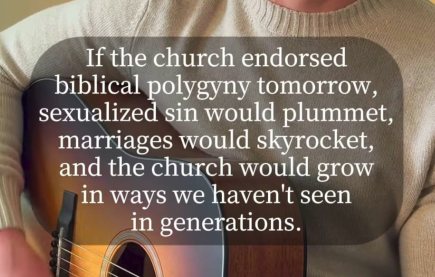 If the church endorsed
biblical polygyny tomorrow,
sexualized sin would plummet,
marriages would skyrocket,
and the church would grow
in ways we haven't seen
in generations.